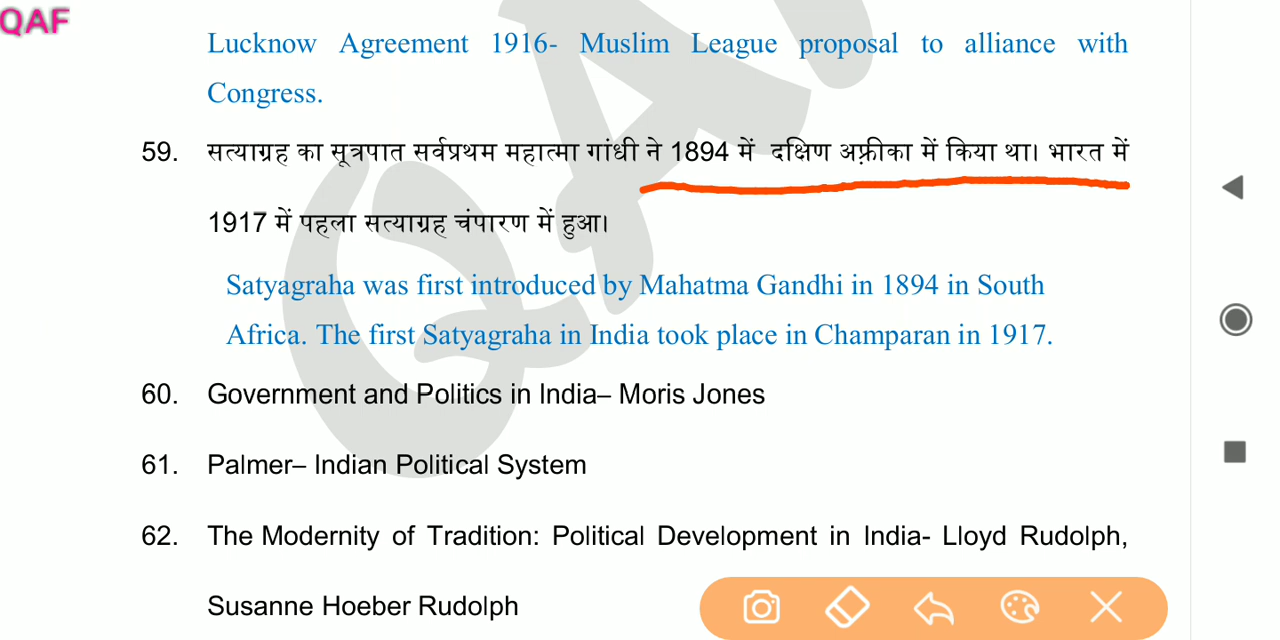 QAF
Lucknow Agreement 1916- Muslim League proposal to alliance with
Congress.
59. सत्याग्रह का सूत्रपात सर्वप्रथम महात्मा गांधी ने 1894 में दक्षिण अफ़्रीका में किया था। भारत में
1917 में पहला सत्याग्रह चंपारण में हुआ।
Satyagraha was first introduced by Mahatma Gandhi in 1894 in South
Africa. The first Satyagraha in India took place in Champaran in 1917.
60. Government and Politics in India– Moris Jones
61. Palmer– Indian Political System
62. The Modernity of Tradition: Political Development in India- Lloyd Rudolph,
Susanne Hoeber Rudolph